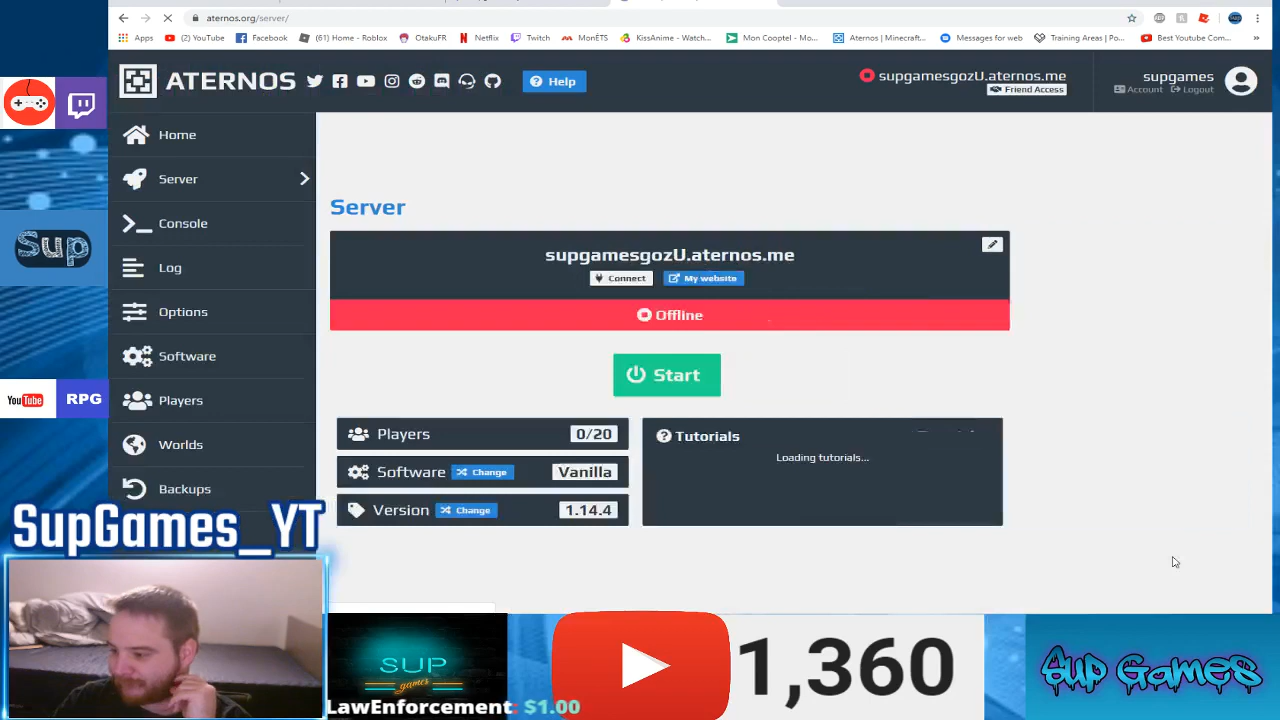 aternos.org/server/
Apps
(2) YouTube
Facebook
(61) Home - Roblox
OtakuFR
Netflix
Twitch
MonÉTS
KissAnime - Watch...
Mon Cooptel - Mo...
Aternos | Minecraft...
Messages for web
Training Areas | Po...
Best Youtube Com...
»
ATERNOS
Help
supgamesgozU.aternos.me
Friend Access
supgames
Account
Logout
Home
Server
Console
Log
Options
Software
Players
Worlds
Backups
Server
supgamesgozU.aternos.me
Connect
My website
Offline
Start
Players
0/20
Software
Change
Vanilla
Version
Change
1.14.4
Tutorials
Loading tutorials...
Sup
YouTube
RPG
SupGames_YT
SUP
games
LawEnforcement: $1.00
1,360
Sup Games